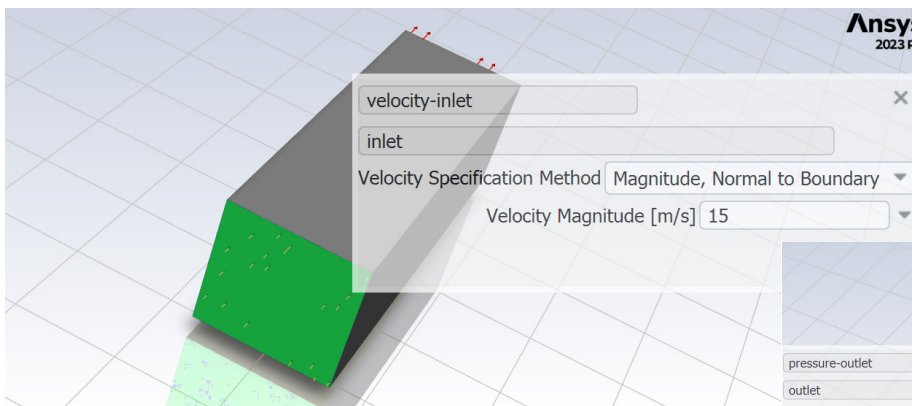 Ansys
2023 R
velocity-inlet
inlet
Velocity Specification Method Magnitude, Normal to Boundary
Velocity Magnitude [m/s] 15
pressure-outlet
outlet